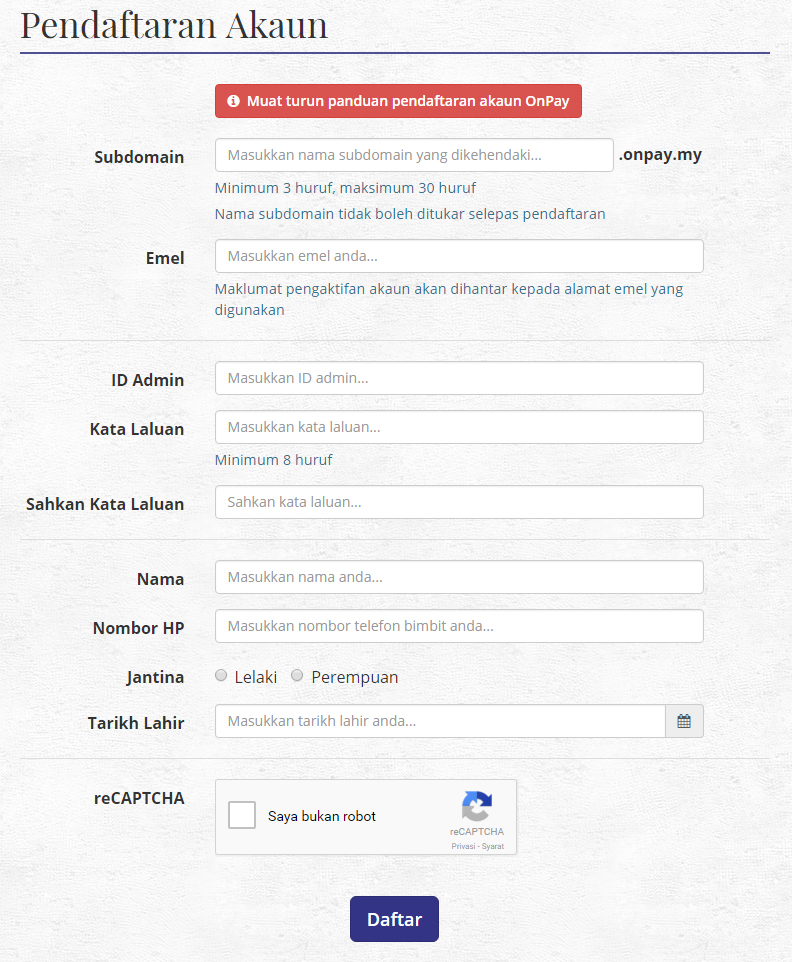 Pendaftaran Akaun
Muat turun panduan pendaftaran akaun OnPay
Subdomain
Masukkan nama subdomain yang dikehendaki...
.onpay.my
Minimum 3 huruf, maksimum 30 huruf
Nama subdomain tidak boleh ditukar selepas pendaftaran
Emel
Masukkan emel anda...
Maklumat pengaktifan akaun akan dihantar kepada alamat emel yang
digunakan
ID Admin
Masukkan ID admin...
Kata Laluan
Masukkan kata laluan...
Minimum 8 huruf
Sahkan Kata Laluan
Sahkan kata laluan...
Nama
Masukkan nama anda...
Nombor HP
Masukkan nombor telefon bimbit anda...
Jantina
Lelaki
Perempuan
Tarikh Lahir
Masukkan tarikh lahir anda...
reCAPTCHA
Saya bukan robot
reCAPTCHA
Privasi - Syarat
Daftar